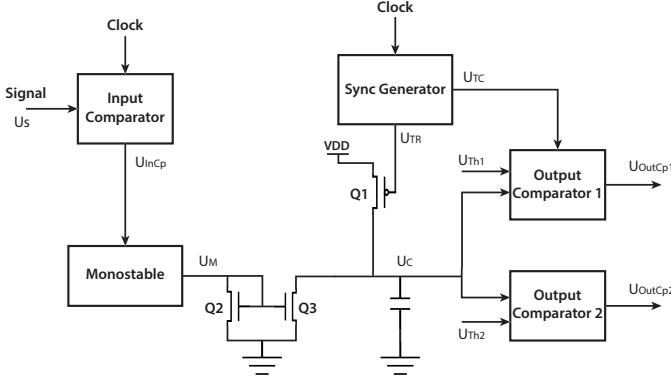 Clock
Clock
Signal
Us
Input
Comparator
Sync Generator
UTC
UInCp
UTR
VDD
Q1
UTh1
Output
Comparator 1
UOutCp1
Monostable
UM
UC
Q2
Q3
Output
Comparator 2
UOutCp2
UTh2